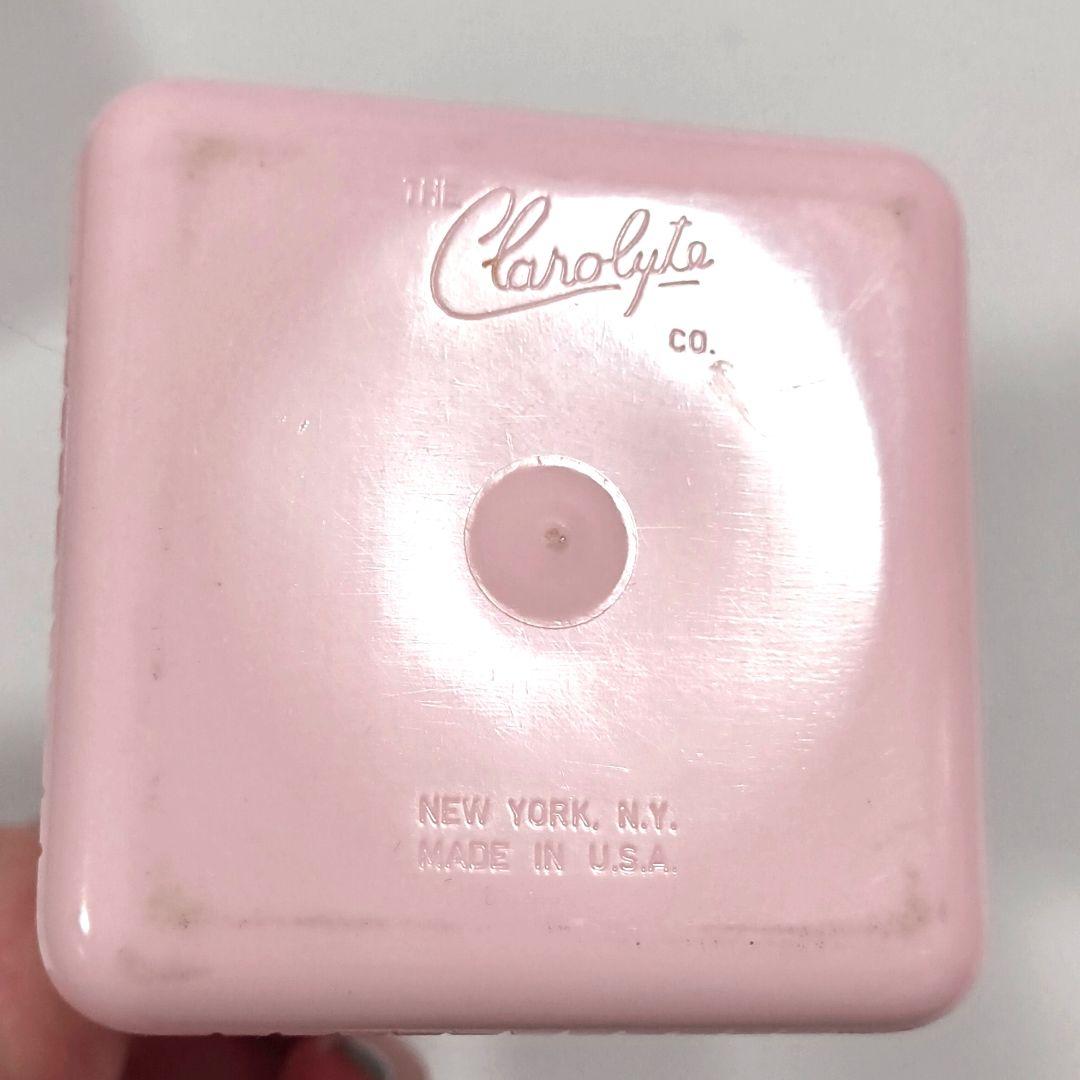 THE
Clarolyte
CO.
NEW YORK, N.Y.
MADE IN U.S.A.